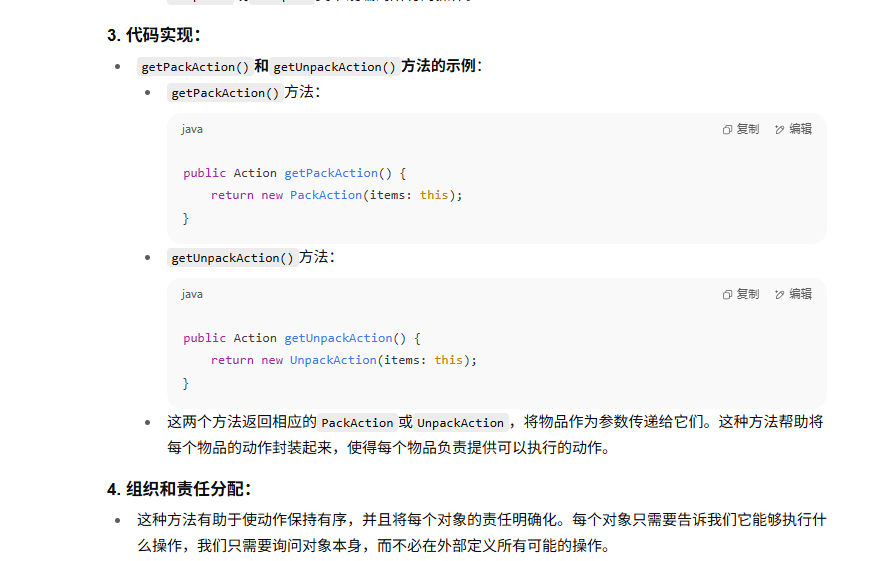 3. 代码实现：
getPackAction() 和 getUnpackAction() 方法的示例：
getPackAction() 方法：
java 复制 编辑
public Action getPackAction() {
return new PackAction(items: this);
}
getUnpackAction() 方法：
java 复制 编辑
public Action getUnpackAction() {
return new UnpackAction(items: this);
}
这两个方法返回相应的 PackAction 或 UnpackAction ，将物品作为参数传递给它们。这种方法帮助将
每个物品的动作封装起来，使得每个物品负责提供可以执行的动作。
4. 组织和责任分配：
这种方法有助于使动作保持有序，并且将每个对象的责任明确化。每个对象只需要告诉我们它能够执行什
么操作，我们只需要询问对象本身，而不必在外部定义所有可能的操作。